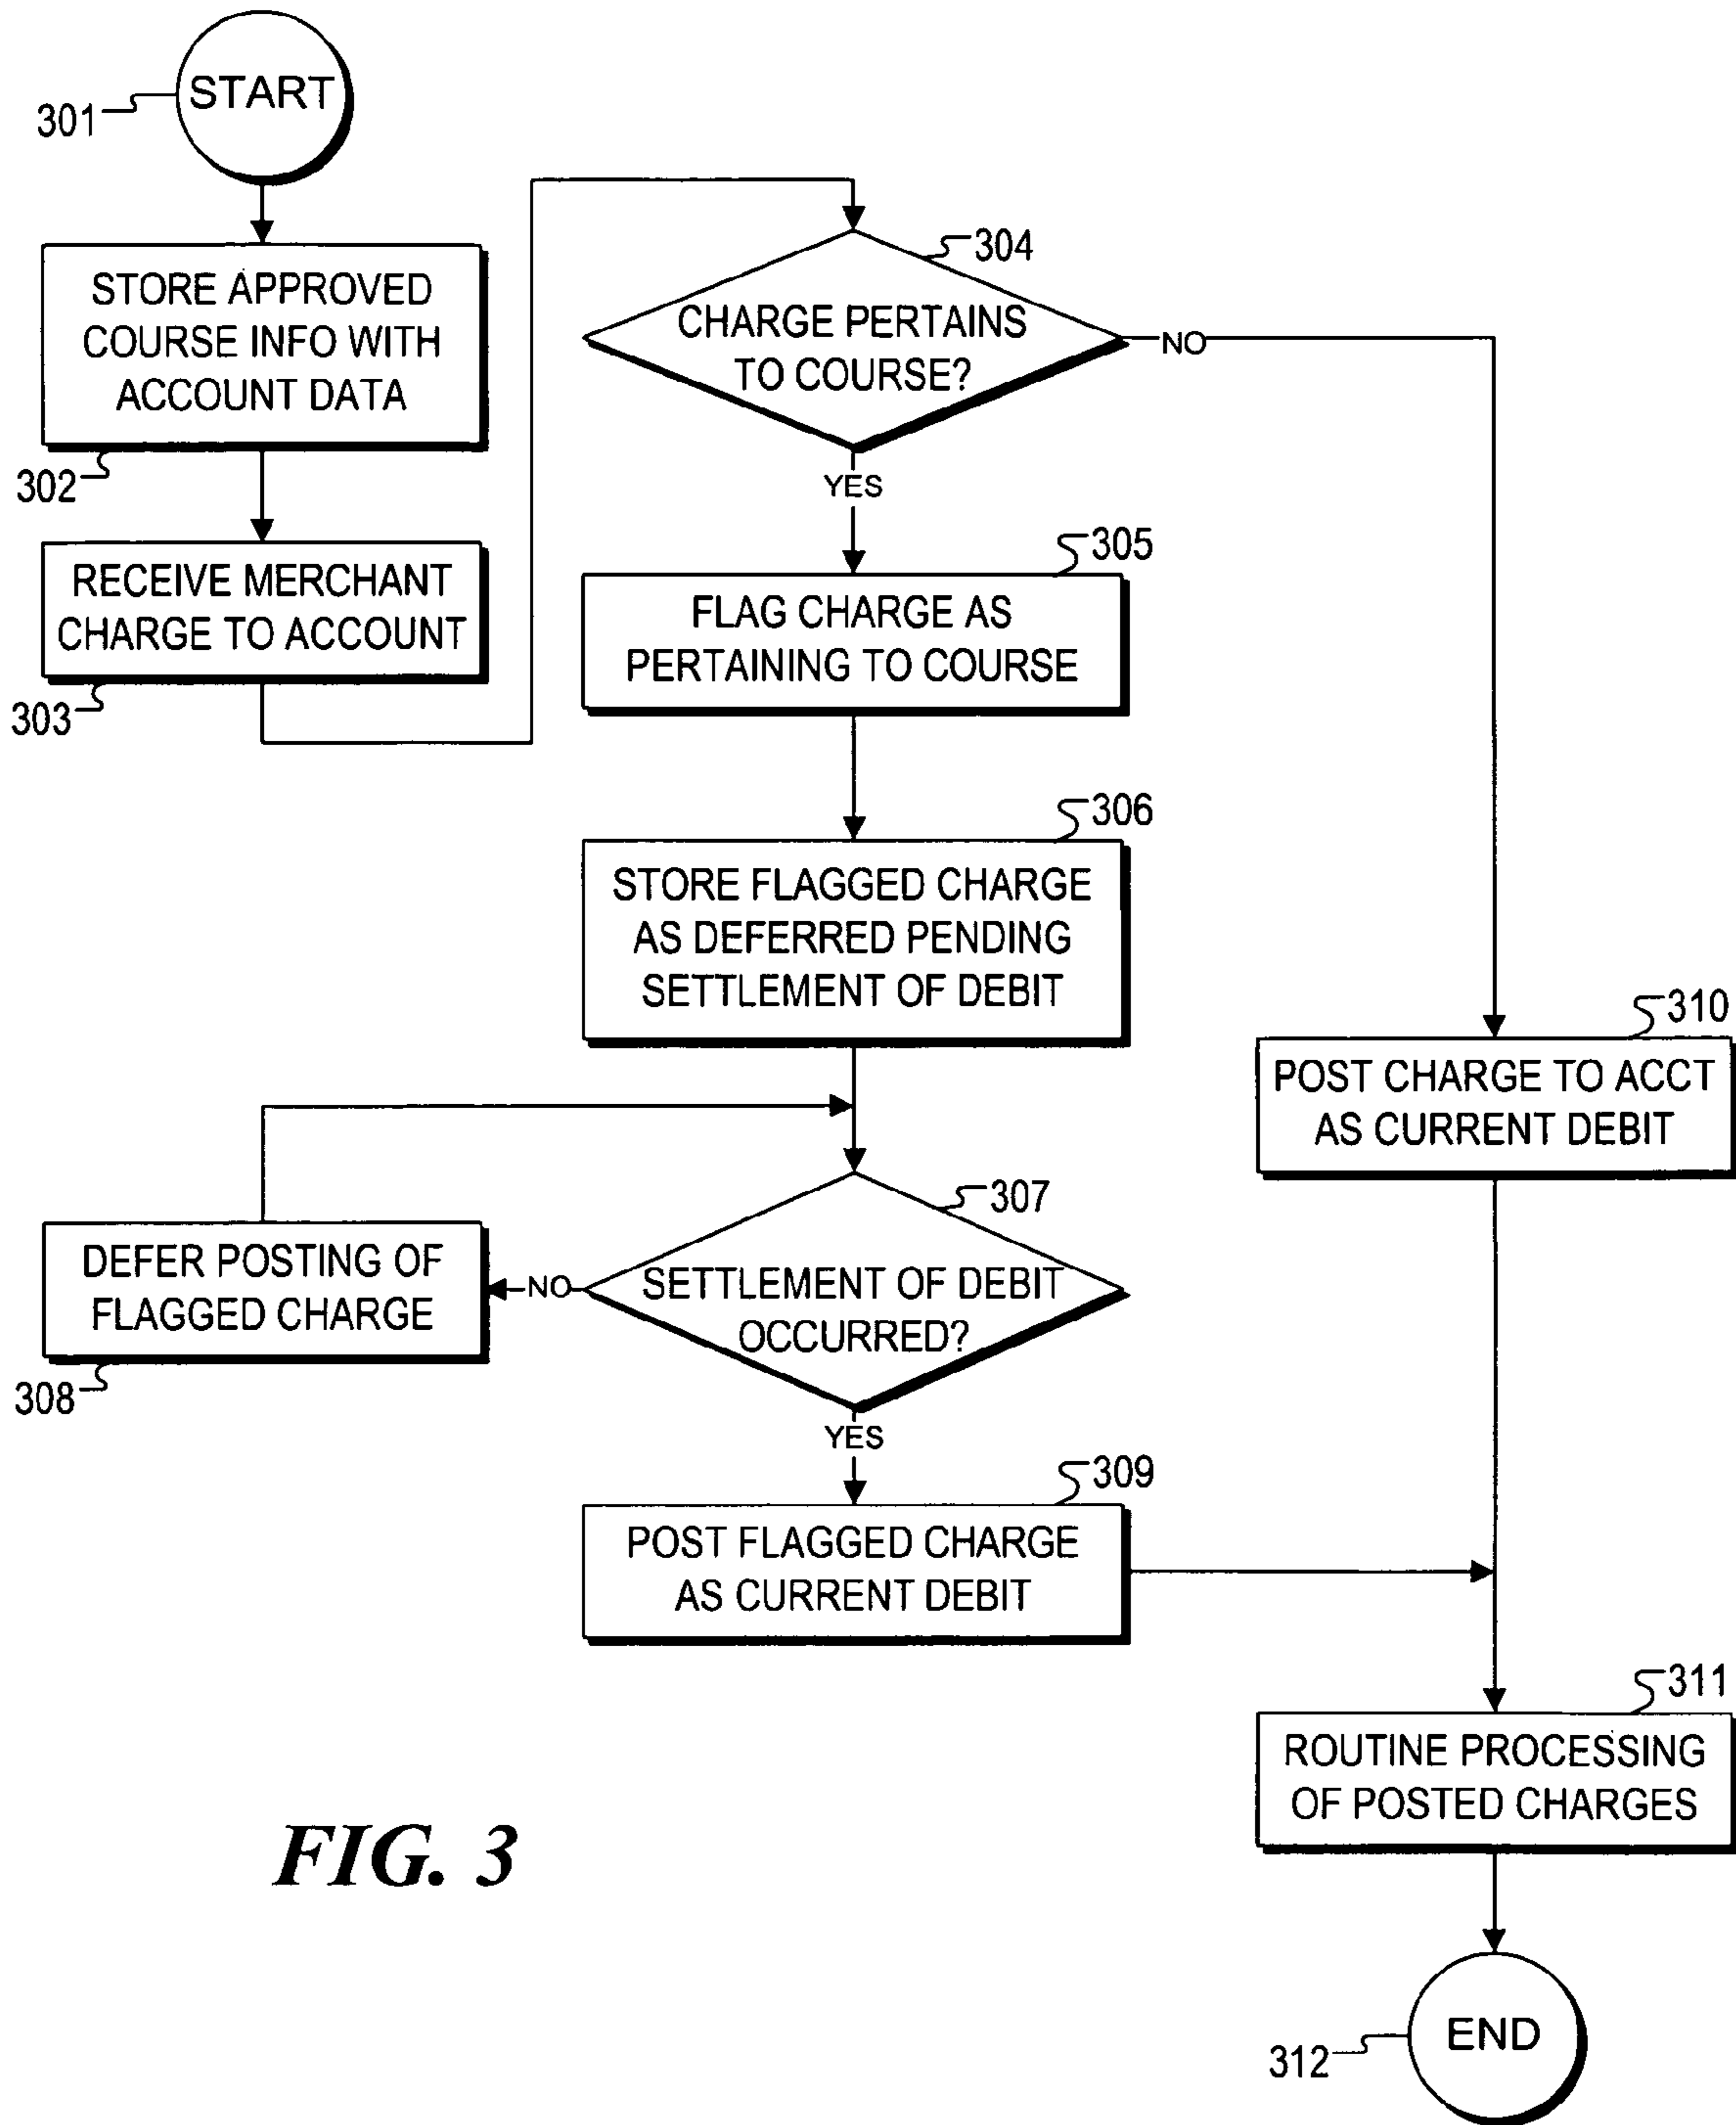 START
301
STORE APPROVED
COURSE INFO WITH
ACCOUNT DATA
302
RECEIVE MERCHANT
CHARGE TO ACCOUNT
303
304
CHARGE PERTAINS
TO COURSE?
NO
YES
305
FLAG CHARGE AS
PERTAINING TO COURSE
306
STORE FLAGGED CHARGE
AS DEFERRED PENDING
SETTLEMENT OF DEBIT
307
SETTLEMENT OF DEBIT
OCCURRED?
NO
DEFER POSTING OF
FLAGGED CHARGE
308
YES
309
POST FLAGGED CHARGE
AS CURRENT DEBIT
310
POST CHARGE TO ACCT
AS CURRENT DEBIT
311
ROUTINE PROCESSING
OF POSTED CHARGES
END
312
FIG. 3